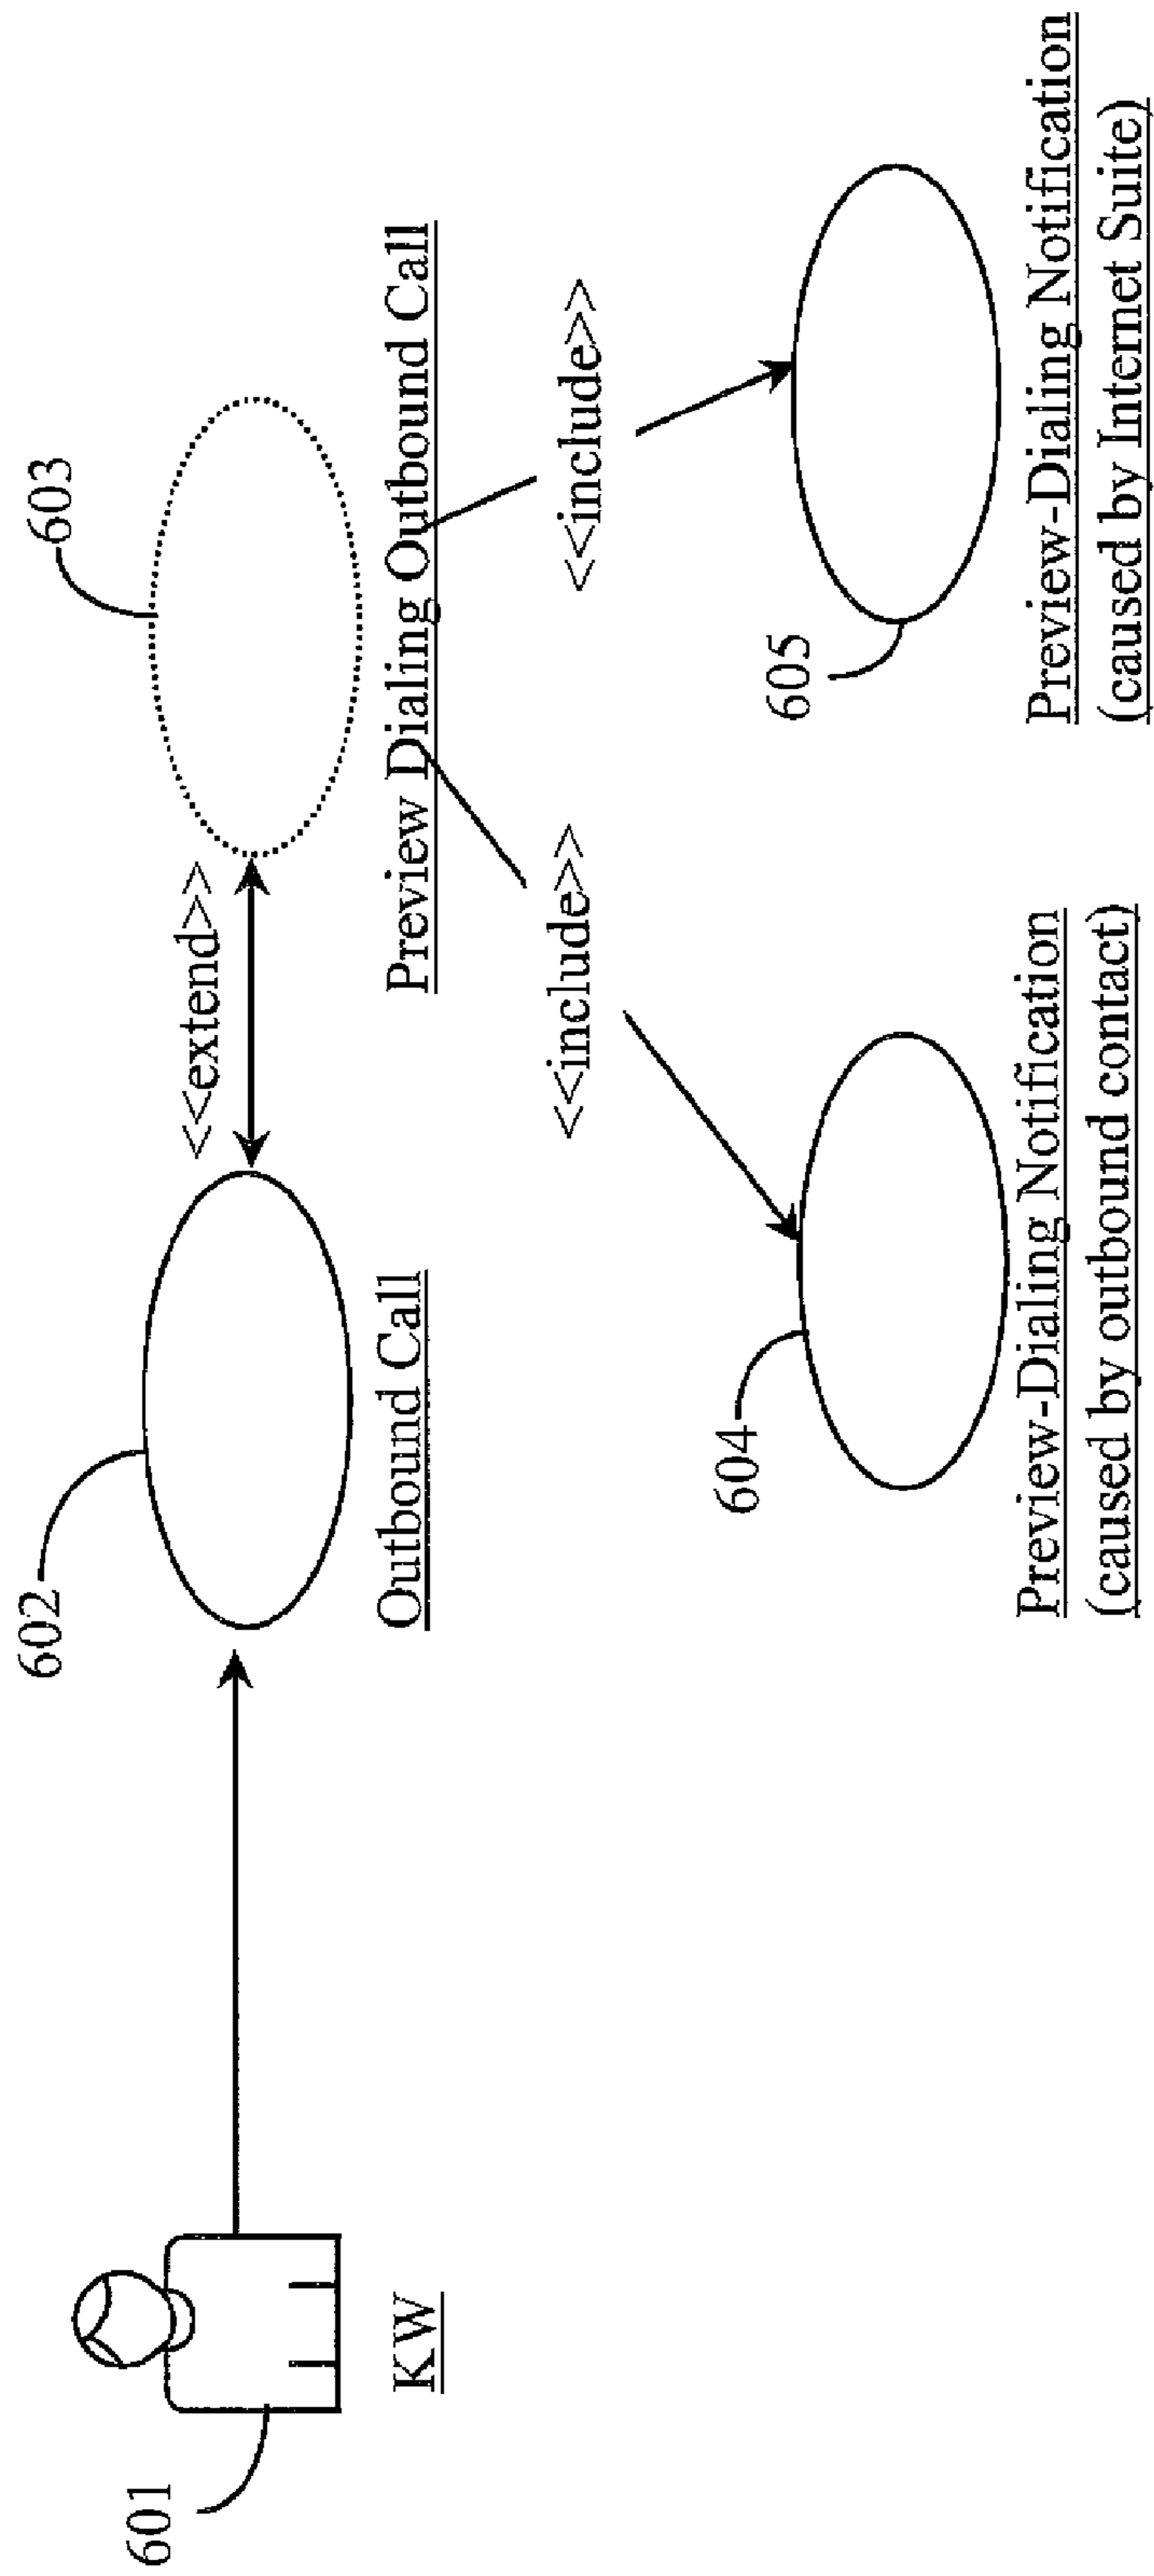 603
602
<<extend>>
Outbound Call
Preview Dialing Outbound Call
601
KW
<<include>>
<<include>>
604
605
Preview-Dialing Notification
(caused by outbound contact)
Preview-Dialing Notification
(caused by Internet Suite)